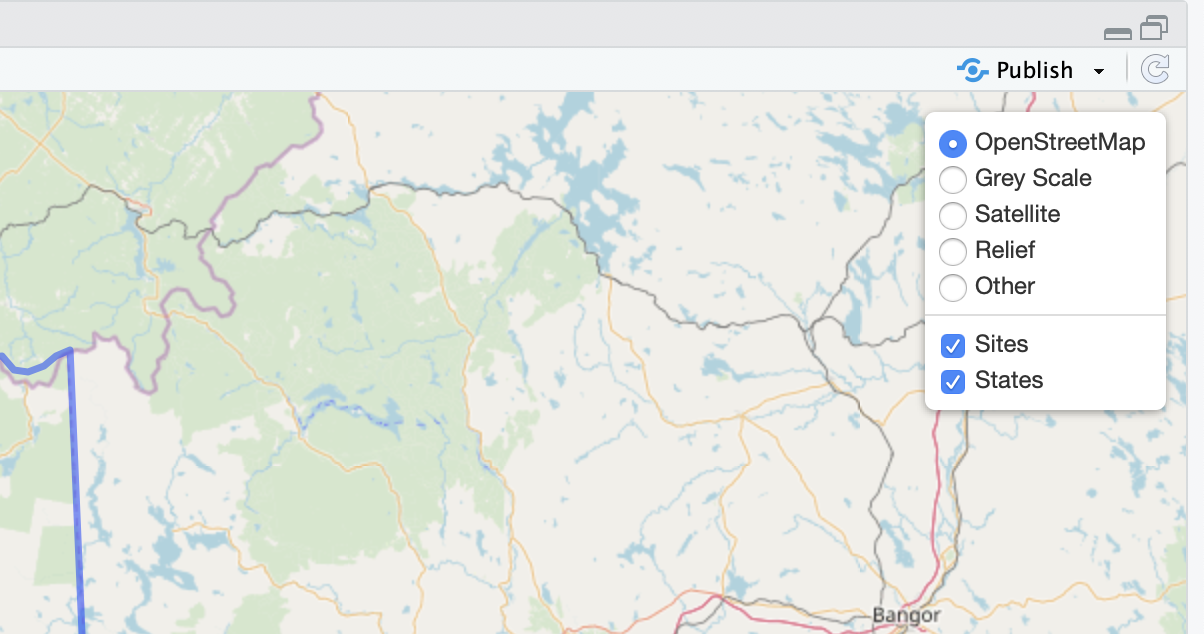 Publish
OpenStreetMap
Grey Scale
Satellite
Relief
Other
Sites
States
Bangor